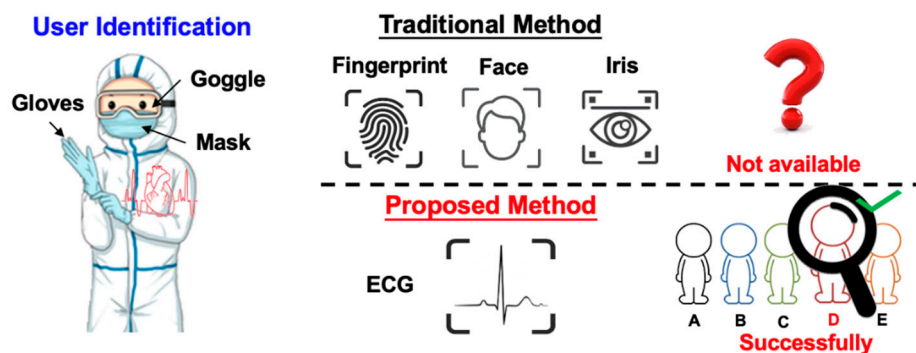 User Identification
Goggle
Gloves
Mask
Traditional Method
Fingerprint
Face
Iris
Not available
Proposed Method
ECG
A
B
C
D
E
Successfully